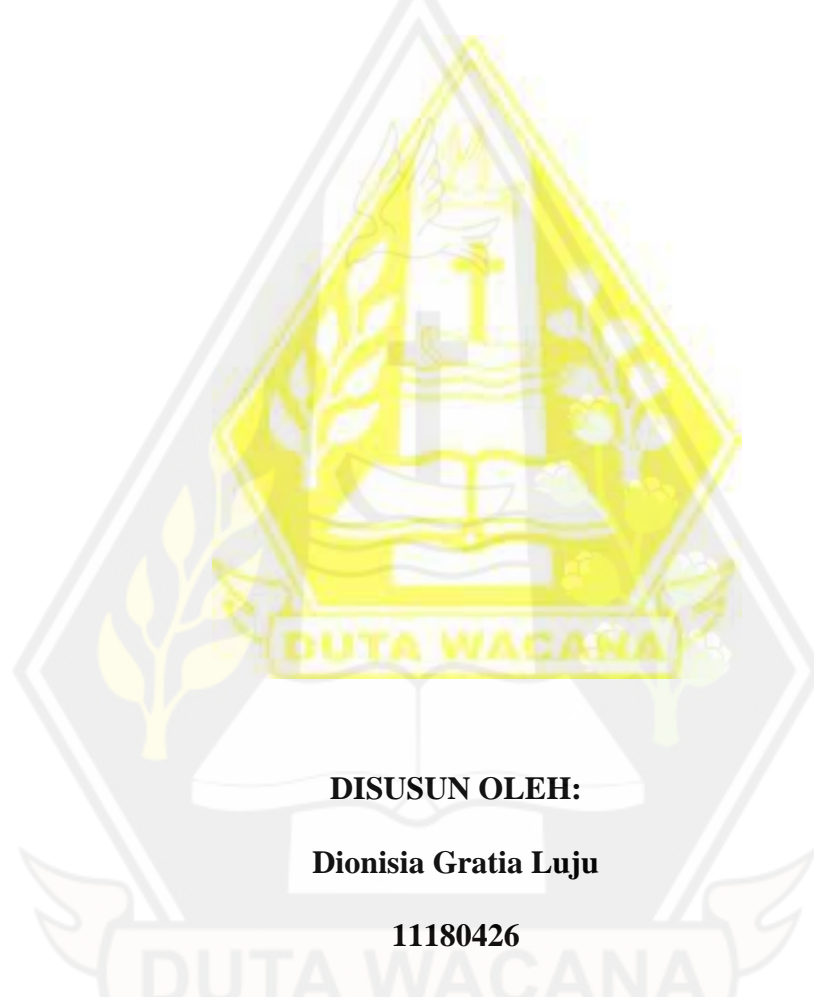 DUTA WACANA
DISUSUN OLEH:
Dionisia Gratia Luju
11180426
DUTA WACANA